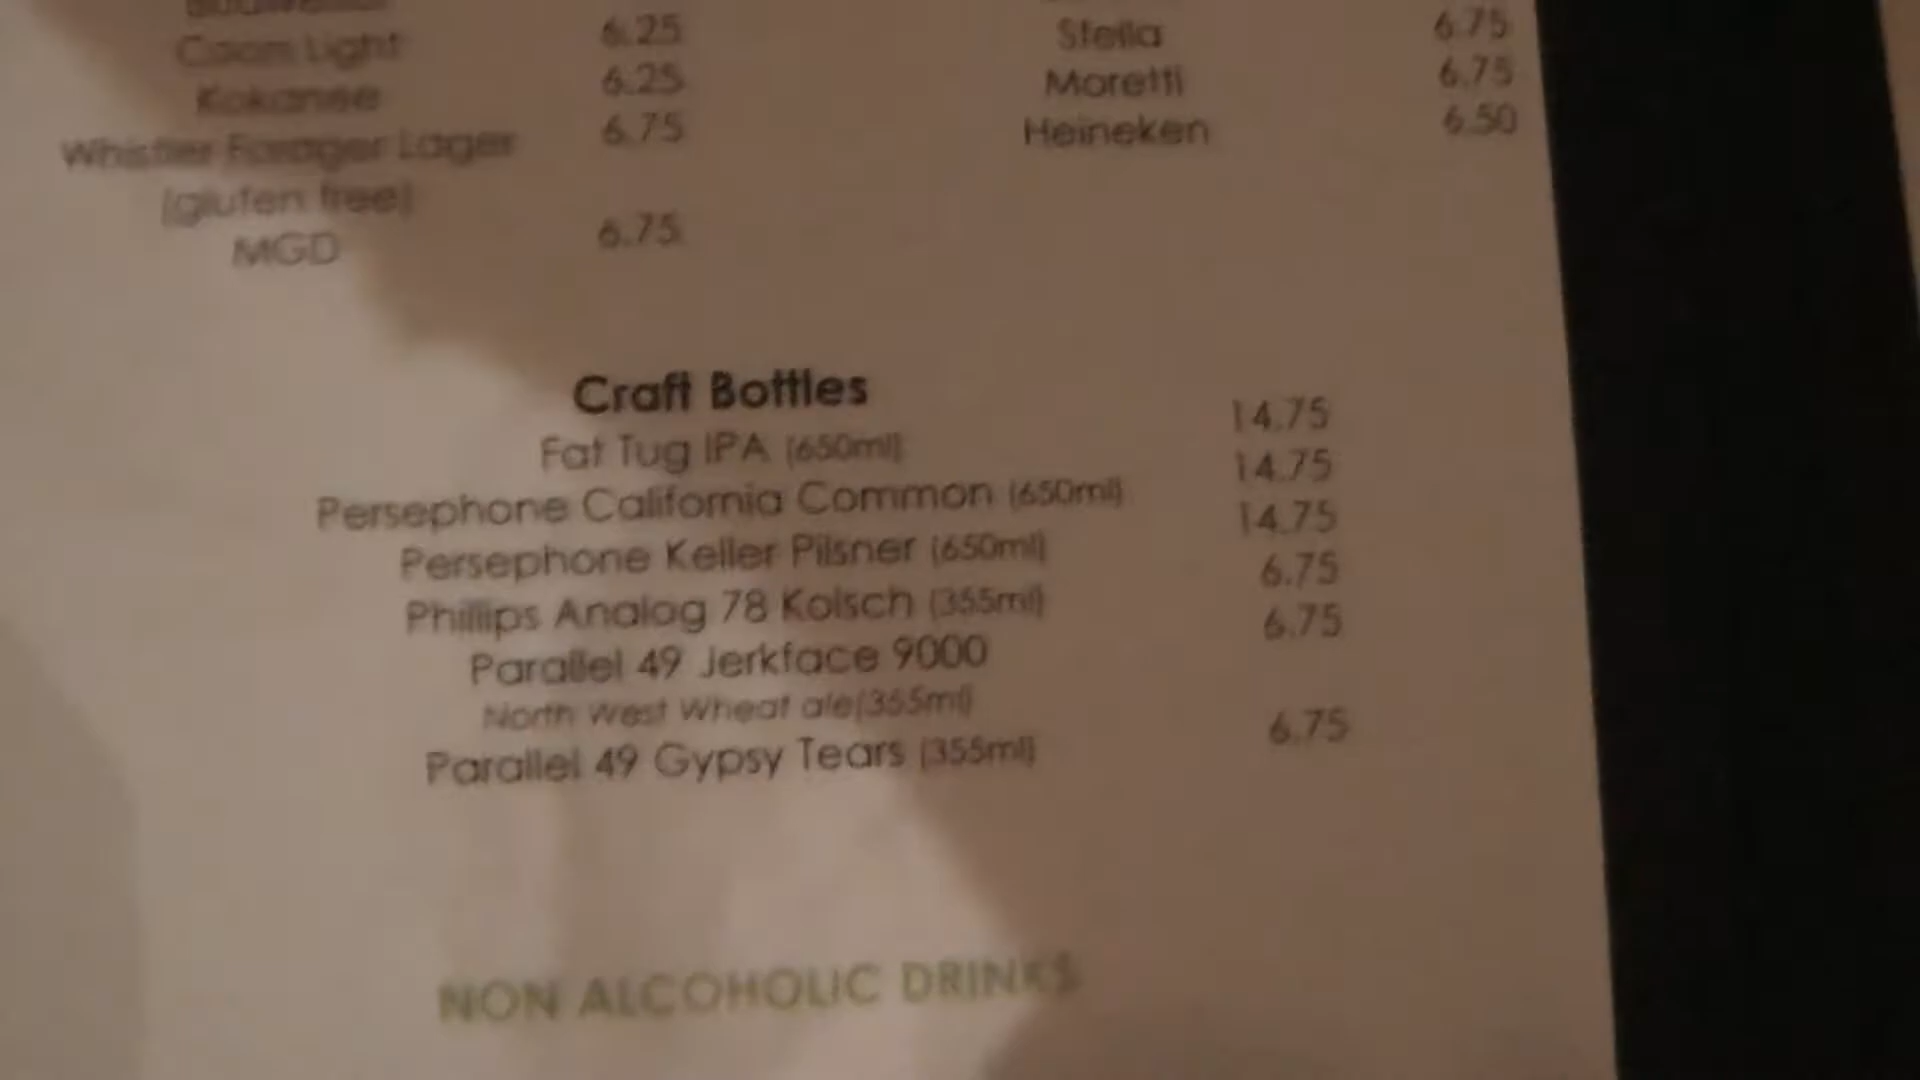 Coors Light 6.25
Stella 6.75
Kokanee 6.25
Moretti 6.75
Whistler Forager Lager 6.75
Heineken 6.50
(gluten free)
MGD 6.75
Craft Bottles
Fat Tug IPA (650ml) 14.75
Persephone California Common (650ml) 14.75
Persephone Keller Pilsner (650ml) 14.75
Phillips Analog 78 Kolsch (355ml) 6.75
Parallel 49 Jerkface 9000 6.75
North West Wheat ale(355ml)
Parallel 49 Gypsy Tears (355ml) 6.75
NON ALCOHOLIC DRINKS